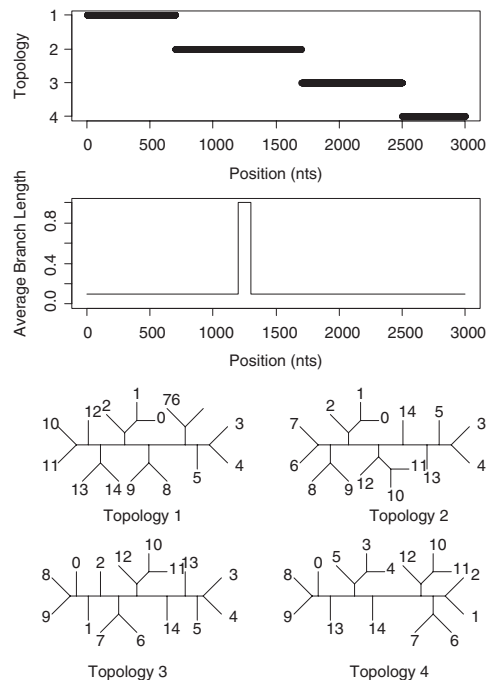 Topology
1
2
3
4
0 500 1000 1500 2000 2500 3000
Position (nts)
Average Branch Length
0.8
0.4
0.0
0 500 1000 1500 2000 2500 3000
Position (nts)
10 12 2 1 0 76 3
11 13 14 9 8 5 4
Topology 1
7 2 1 0 14 5 3
6 8 9 12 11 10 13 4
Topology 2
8 0 2 12 10 11 13 3
9 1 7 6 14 5 4
Topology 3
8 0 5 3 4 12 10 11 2
9 13 14 7 6 1
Topology 4